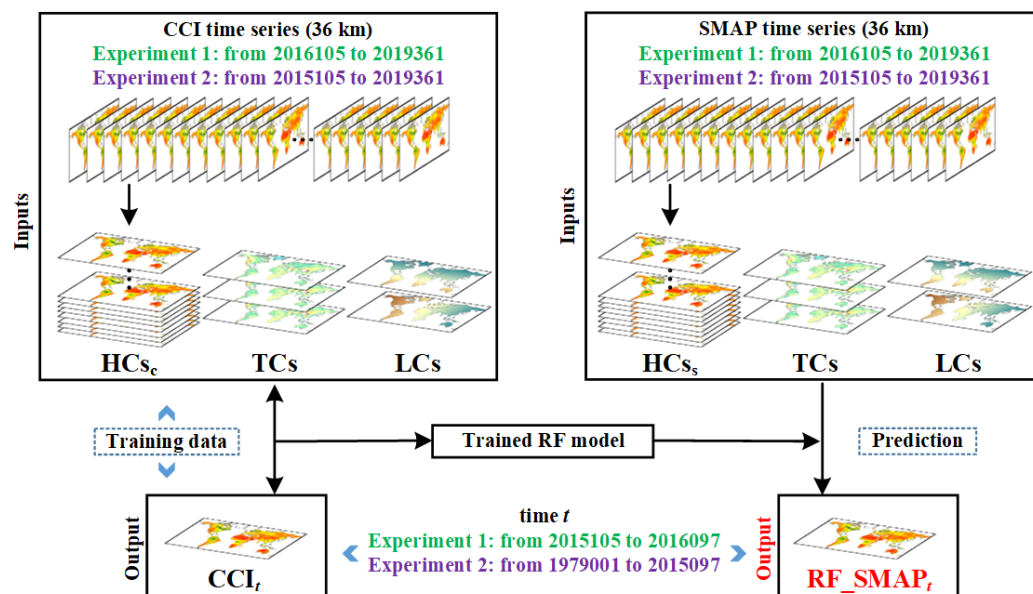 CCI time series (36 km)
Experiment 1: from 2016105 to 2019361
Experiment 2: from 2015105 to 2019361
Inputs
HCsc
TCs
LCs
SMAP time series (36 km)
Experiment 1: from 2016105 to 2019361
Experiment 2: from 2015105 to 2019361
Inputs
HCss
TCs
LCs
Training data
Trained RF model
Prediction
Output
CCIt
time t
Experiment 1: from 2015105 to 2016097
Experiment 2: from 1979001 to 2015097
Output
RF_SMAPt